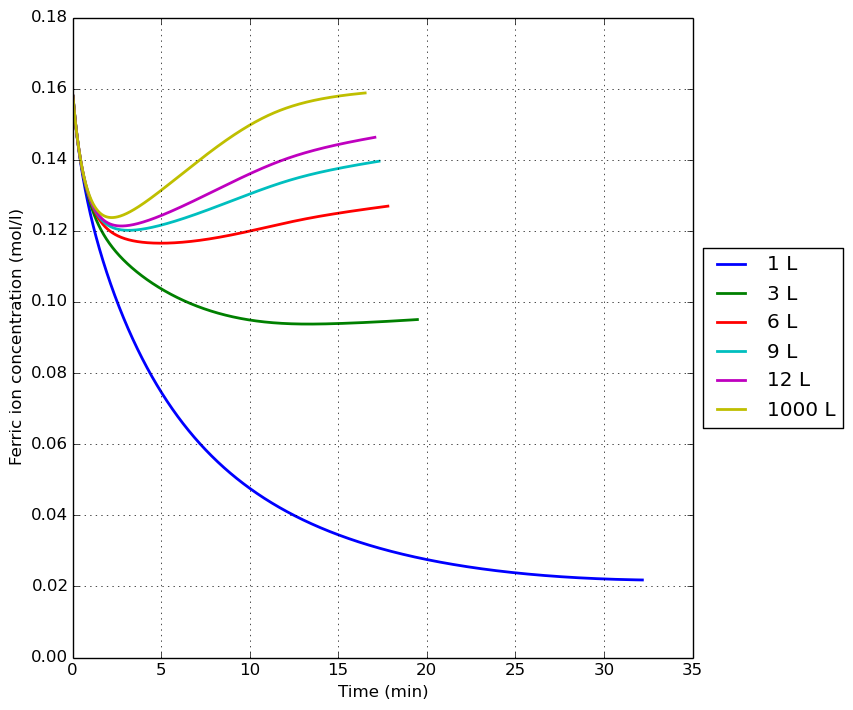 0.18
0.16
0.14
0.12
0.10
0.08
0.06
0.04
0.02
0.00
Ferric ion concentration (mol/l)
0 5 10 15 20 25 30 35
Time (min)
1 L
3 L
6 L
9 L
12 L
1000 L